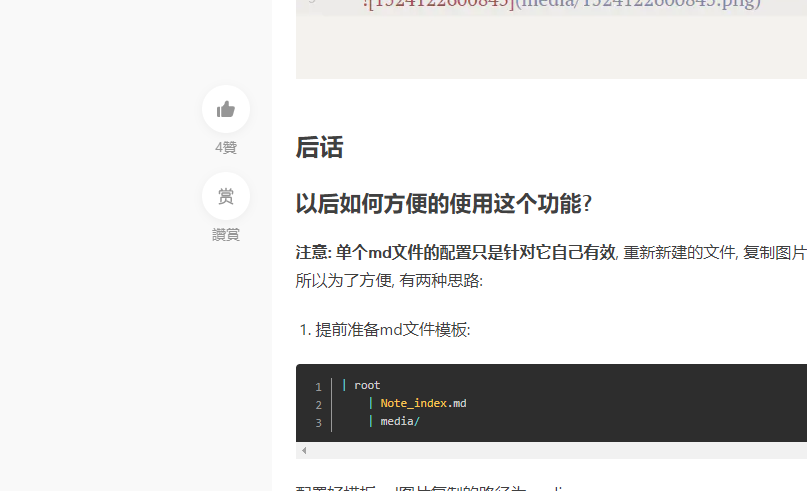 ![1524122600845](media/1524122600845.png)
4贊
赏
讚賞
后话
以后如何方便的使用这个功能?
注意: 单个md文件的配置只是针对它自己有效, 重新新建的文件, 复制图片
所以为了方便, 有两种思路:
1. 提前准备md文件模板:
1 | root
2 | Note_index.md
3 | media/